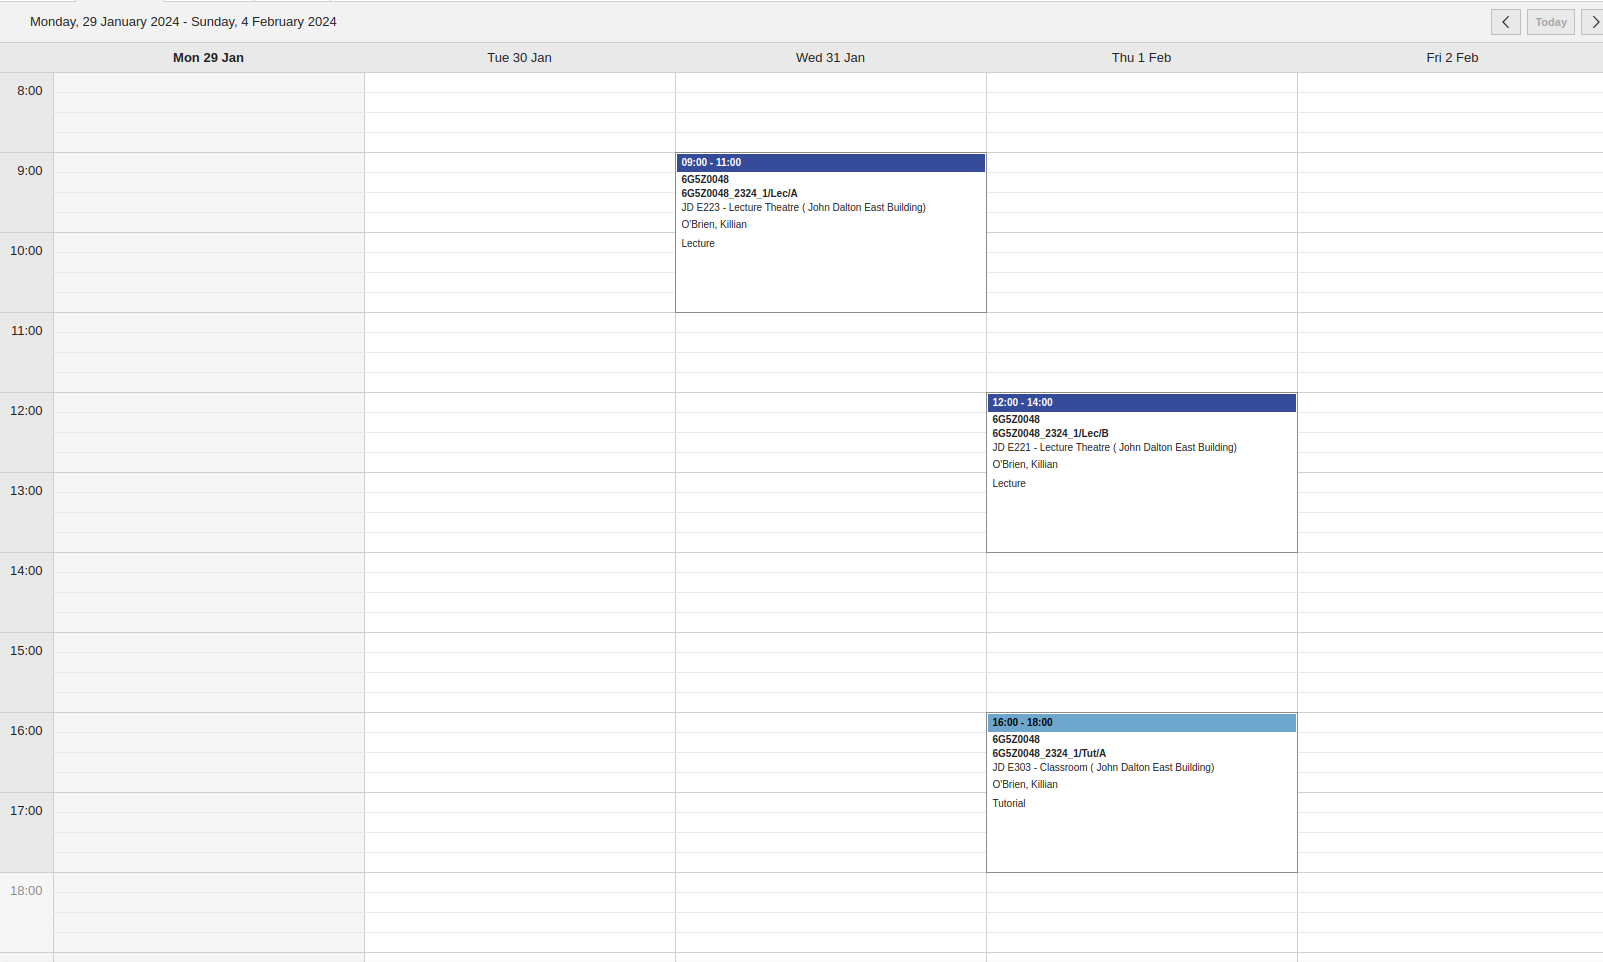 Monday, 29 January 2024 - Sunday, 4 February 2024
Today
Mon 29 Jan
Tue 30 Jan
Wed 31 Jan
Thu 1 Feb
Fri 2 Feb
8:00
9:00
10:00
11:00
12:00
13:00
14:00
15:00
16:00
17:00
18:00
09:00 - 11:00
6G5Z0048
6G5Z0048_2324_1/Lec/A
JD E223 - Lecture Theatre ( John Dalton East Building)
O'Brien, Killian
Lecture
12:00 - 14:00
6G5Z0048
6G5Z0048_2324_1/Lec/B
JD E221 - Lecture Theatre ( John Dalton East Building)
O'Brien, Killian
Lecture
16:00 - 18:00
6G5Z0048
6G5Z0048_2324_1/Tut/A
JD E303 - Classroom ( John Dalton East Building)
O'Brien, Killian
Tutorial